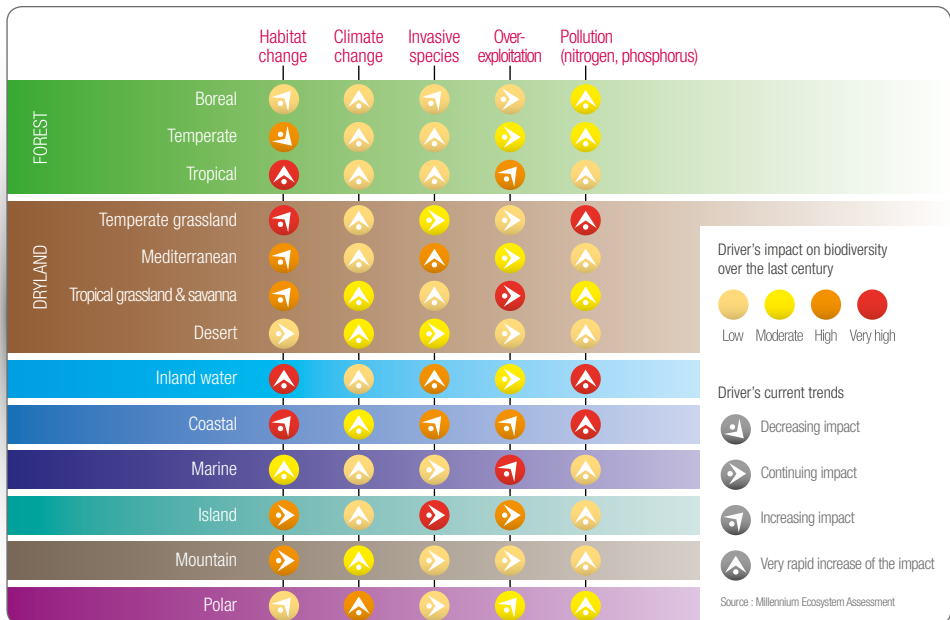 Habitat
change
Climate
change
Invasive
species
Over-
exploitation
Pollution
(nitrogen, phosphorus)
FOREST
Boreal
Temperate
Tropical
DRYLAND
Temperate grassland
Mediterranean
Tropical grassland & savanna
Desert
Inland water
Coastal
Marine
Island
Mountain
Polar
Driver's impact on biodiversity
over the last century
Low Moderate High Very high
Driver's current trends
Decreasing impact
Continuing impact
Increasing impact
Very rapid increase of the impact
Source : Millennium Ecosystem Assessment